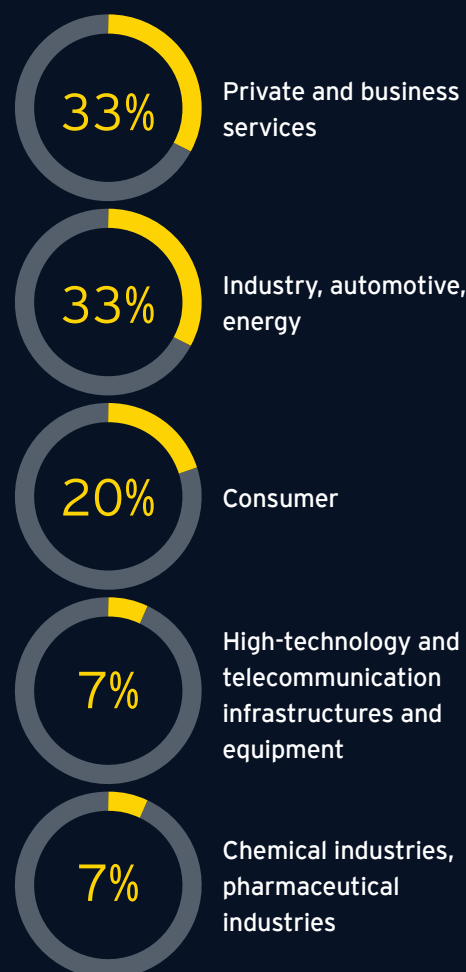 33%
Private and business
services
33%
Industry, automotive,
energy
20%
Consumer
7%
High-technology and
telecommunication
infrastructures and
equipment
7%
Chemical industries,
pharmaceutical
industries